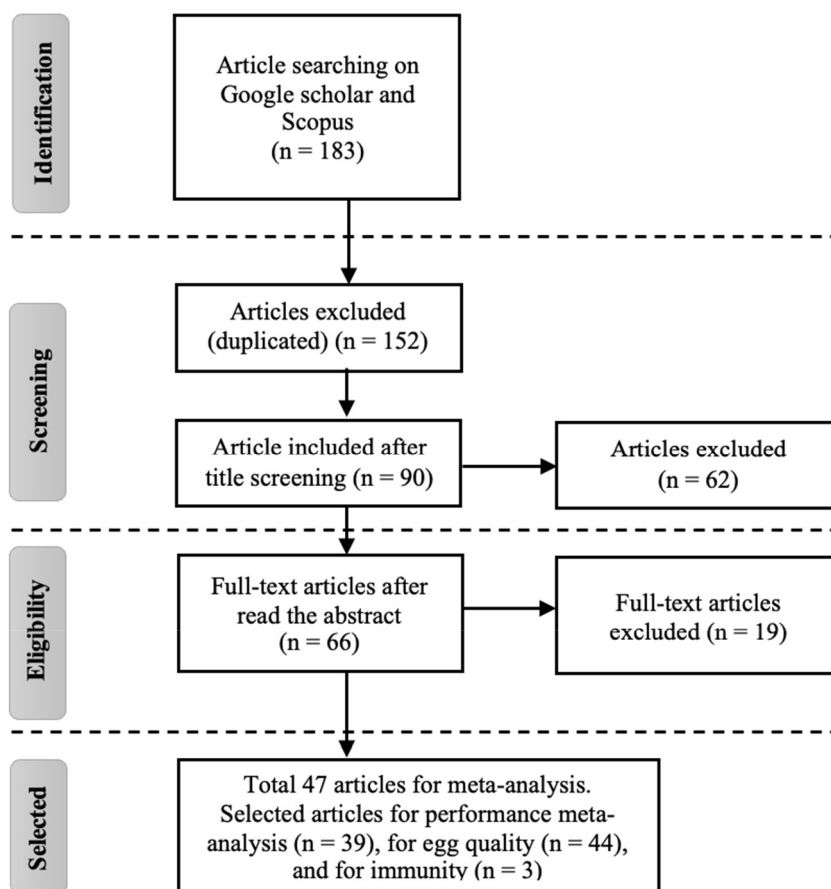 Identification
Article searching on
Google scholar and
Scopus
(n = 183)
Screening
Articles excluded
(duplicated) (n = 152)
Article included after
title screening (n = 90)
Articles excluded
(n = 62)
Eligibility
Full-text articles after
read the abstract
(n = 66)
Full-text articles
excluded (n = 19)
Selected
Total 47 articles for meta-analysis.
Selected articles for performance meta-
analysis (n = 39), for egg quality (n = 44),
and for immunity (n = 3)